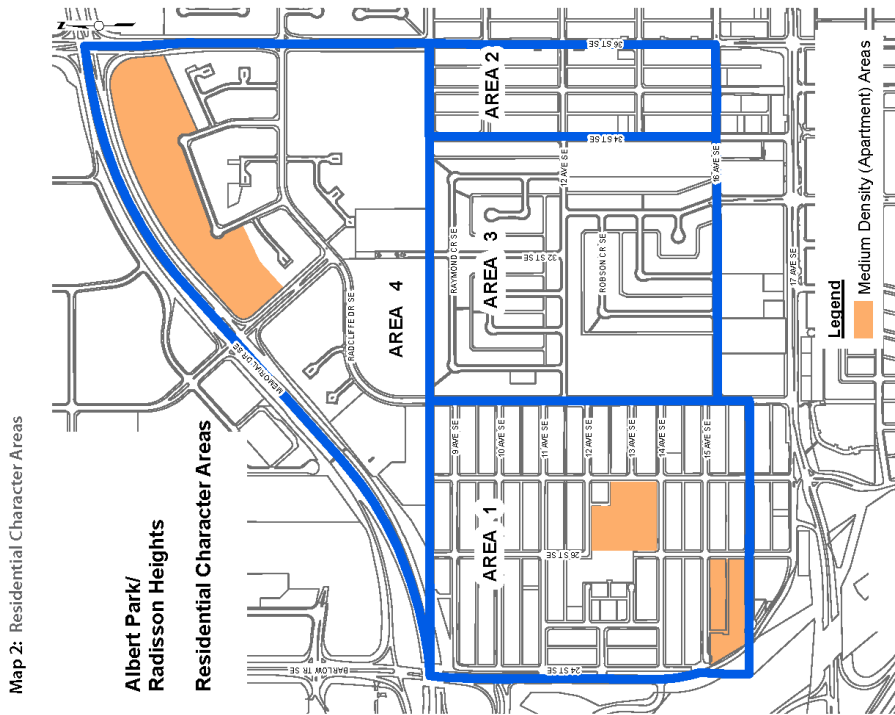 Map 2: Residential Character Areas
Albert Park/
Radisson Heights
Residential Character Areas
N
BARLOW TR SE
MEMORIAL DR SE
RADCLIFFE DR SE
AREA 4
AREA 1
AREA 3
AREA 2
9 AVE SE
10 AVE SE
11 AVE SE
12 AVE SE
13 AVE SE
14 AVE SE
15 AVE SE
24 ST SE
26 ST SE
RAYMOND CR SE
32 ST SE
ROBSON CR SE
12 AVE SE
34 ST SE
36 ST SE
16 AVE SE
17 AVE SE
Legend
Medium Density (Apartment) Areas